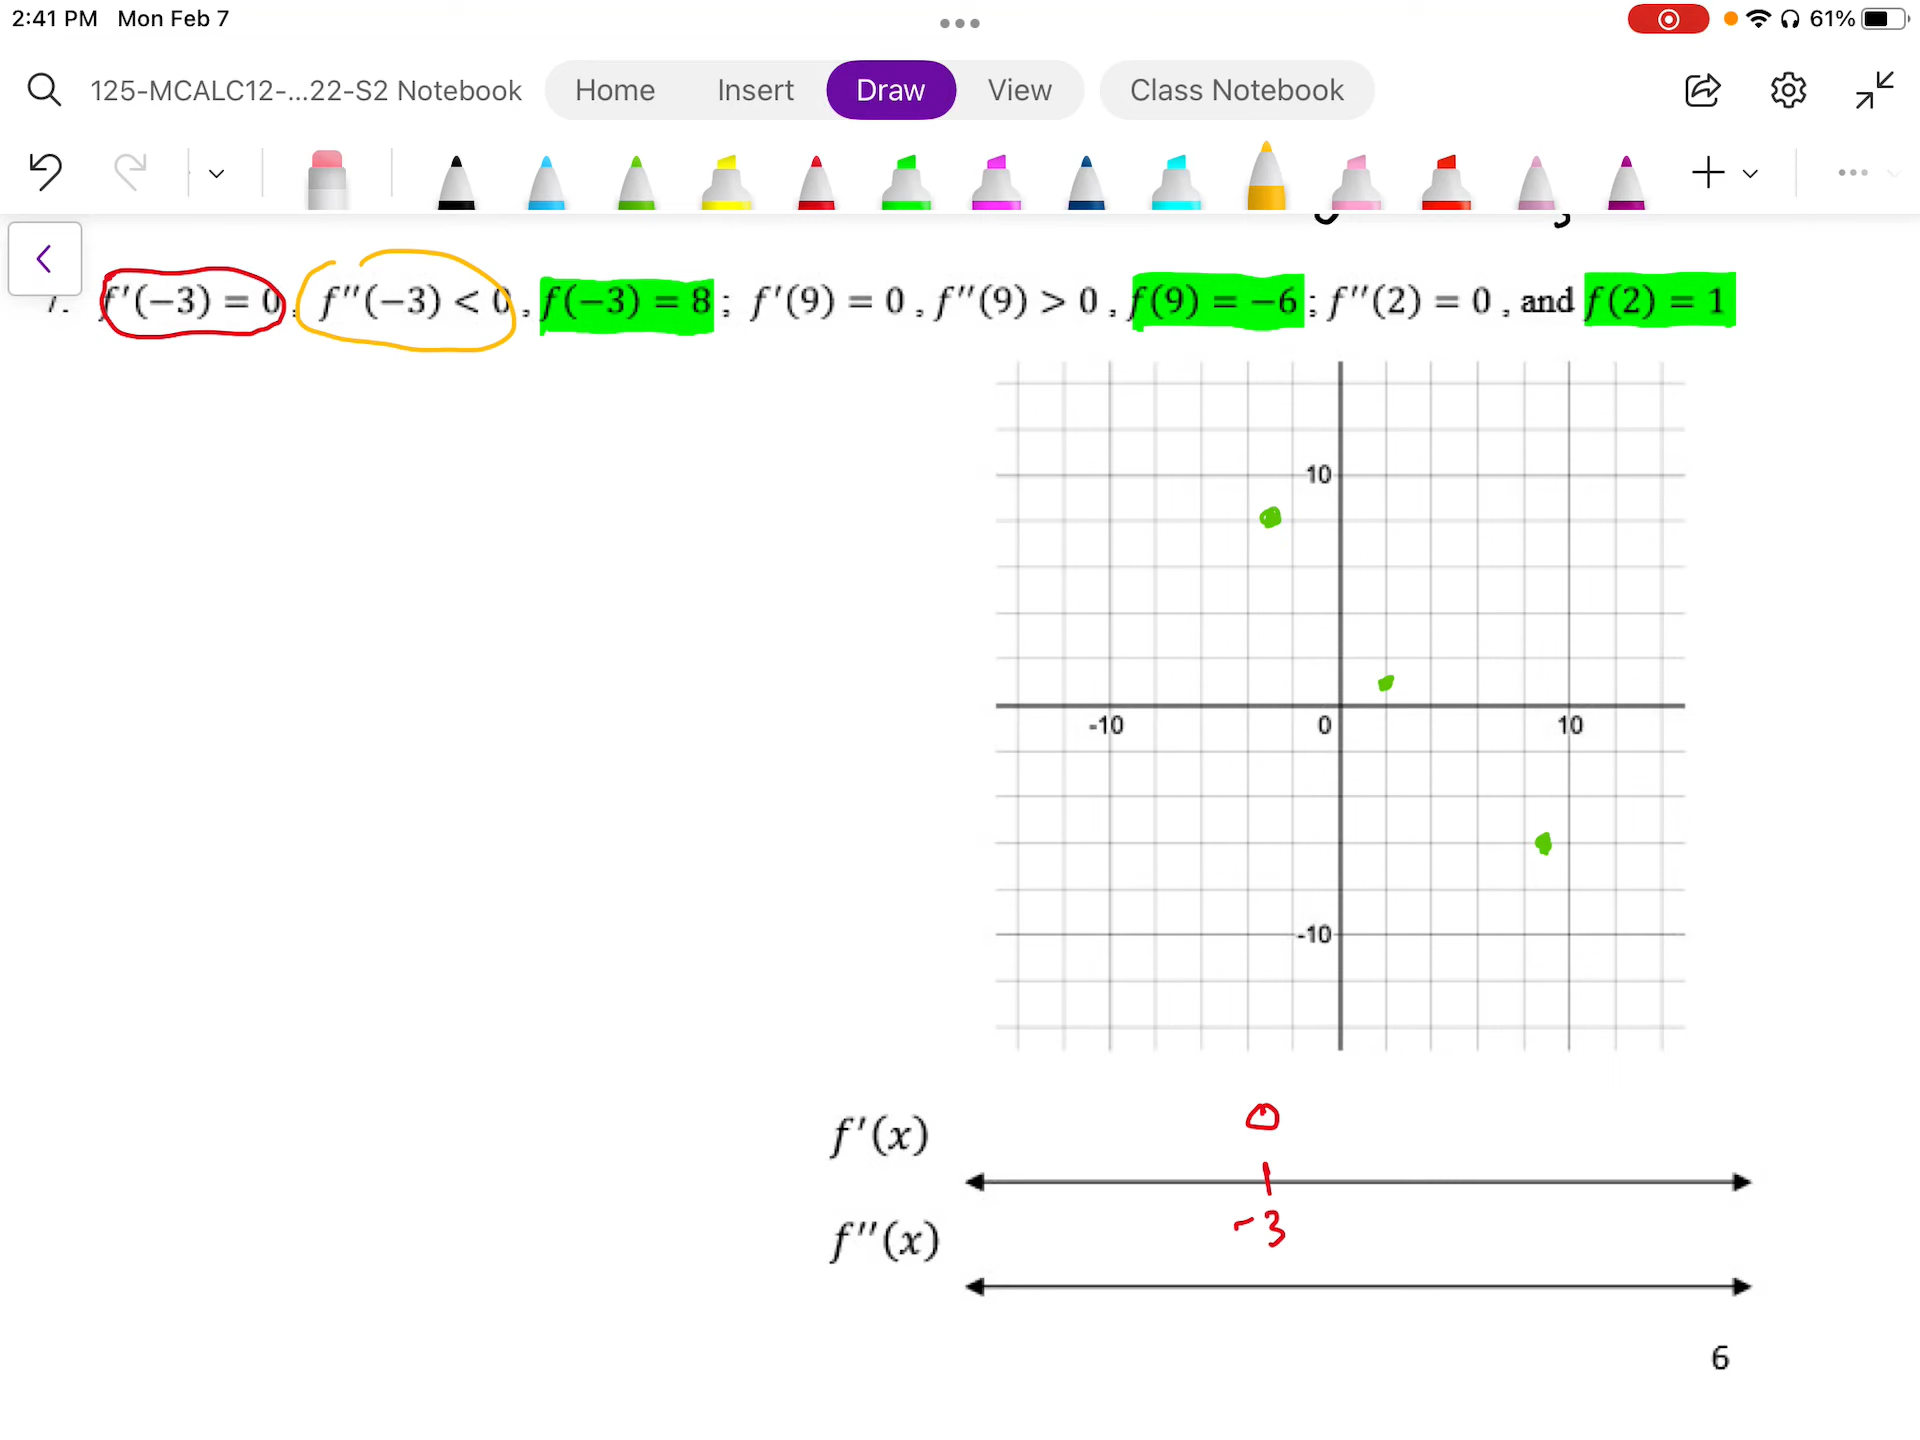 2:41 PM Mon Feb 7
61%
125-MCALC12-...22-S2 Notebook Home Insert Draw View Class Notebook
7. f'(−3) = 0, f''(−3) < 0, f(−3) = 8; f'(9) = 0, f''(9) > 0, f(9) = −6; f''(2) = 0, and f(2) = 1
10
-10 0 10
-10
0
f'(x)
-3
f''(x)
6